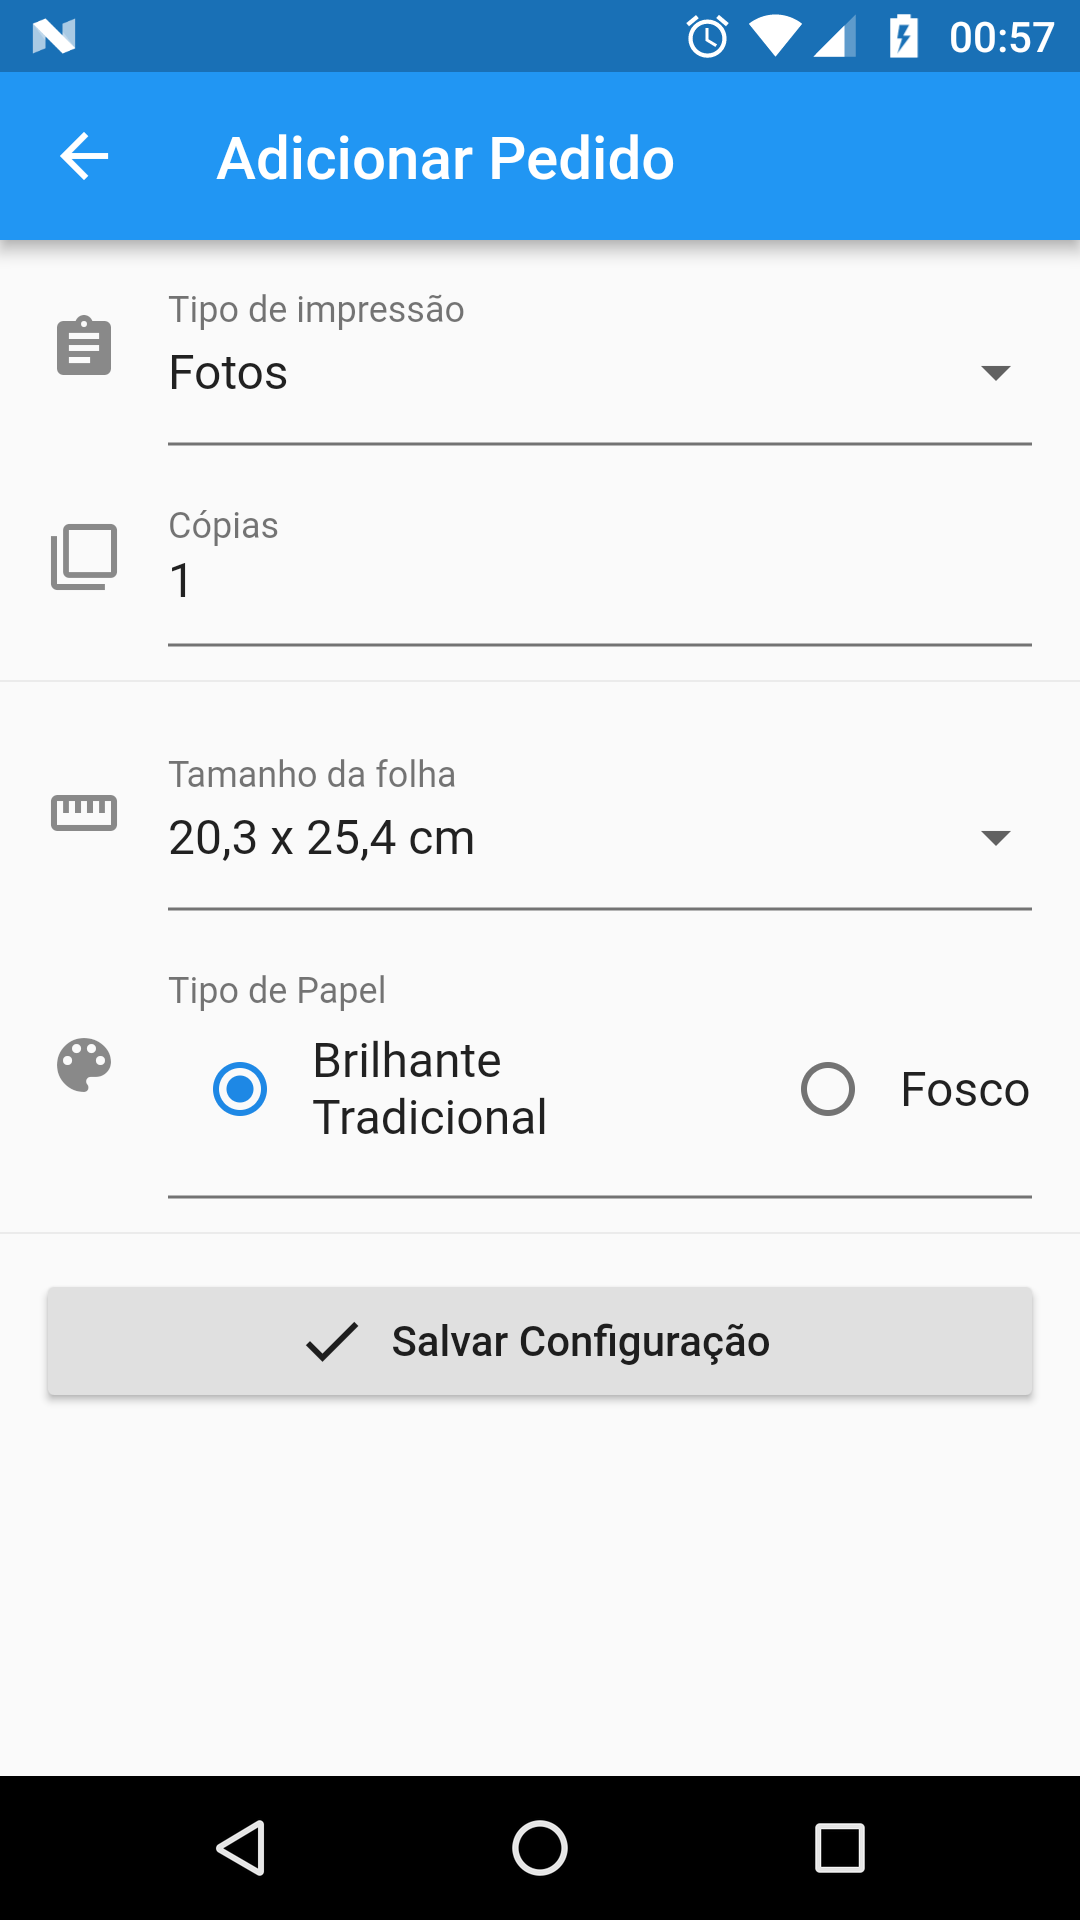 00:57
Adicionar Pedido
Tipo de impressão
Fotos
Cópias
1
Tamanho da folha
20,3 x 25,4 cm
Tipo de Papel
Brilhante
Tradicional
Fosco
Salvar Configuração